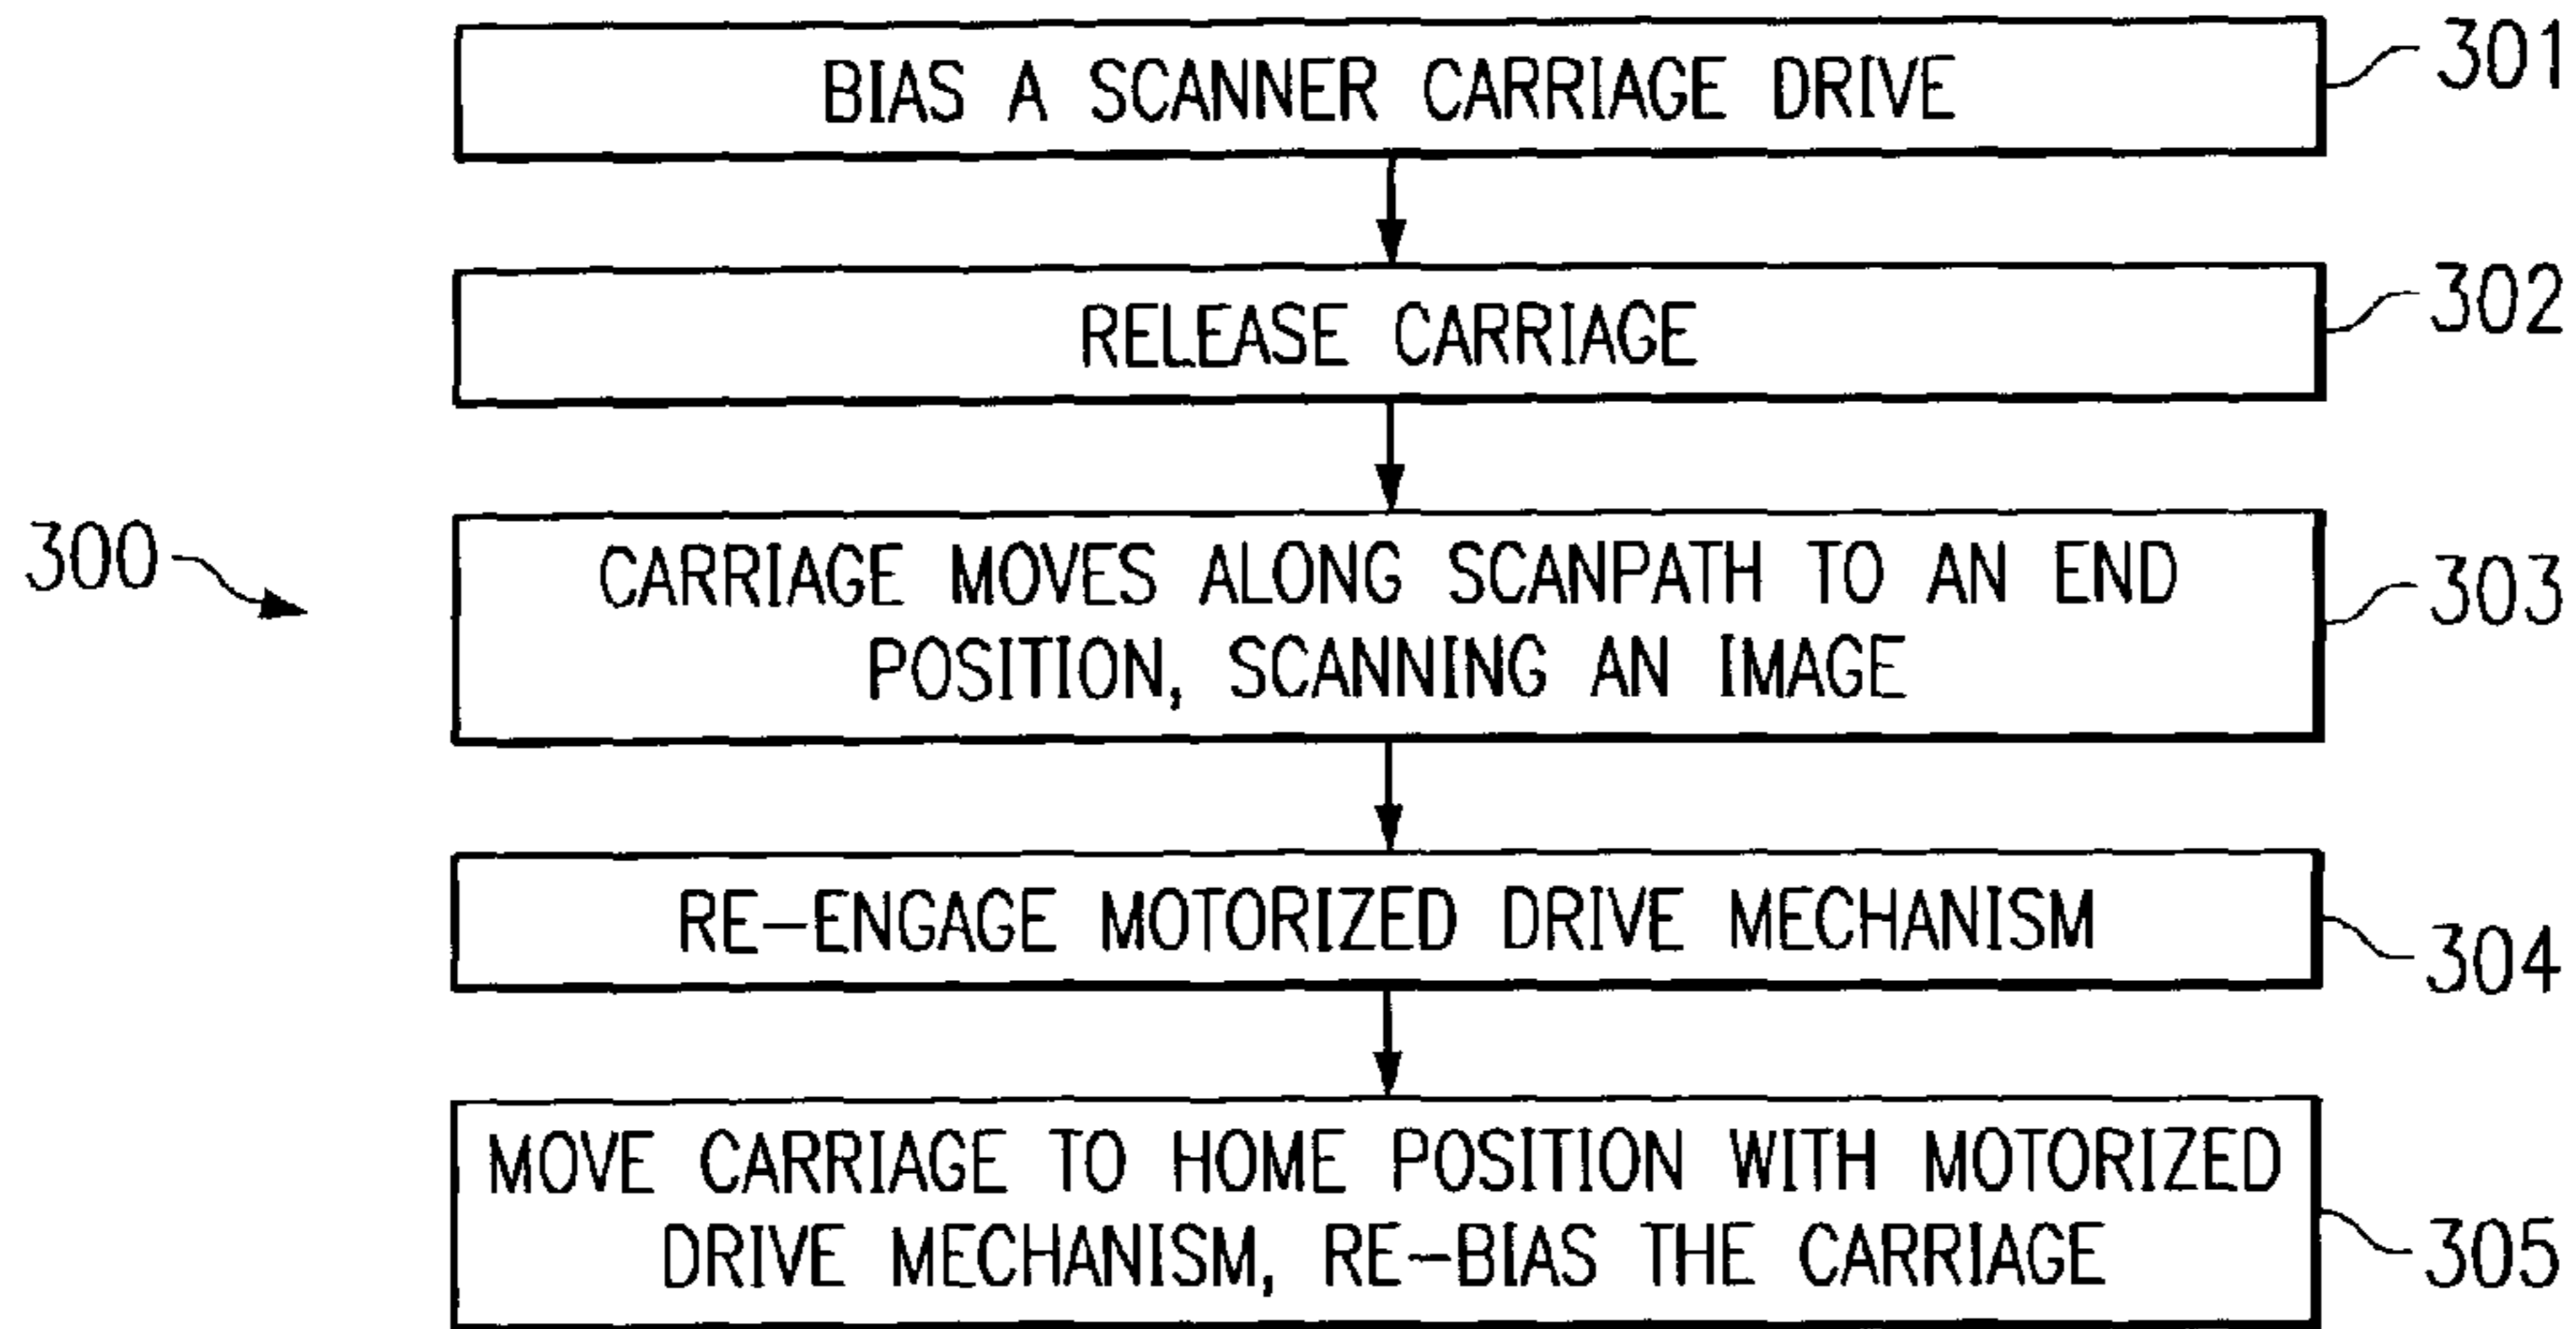 BIAS A SCANNER CARRIAGE DRIVE
301
RELEASE CARRIAGE
302
300
CARRIAGE MOVES ALONG SCANPATH TO AN END
POSITION, SCANNING AN IMAGE
303
RE-ENGAGE MOTORIZED DRIVE MECHANISM
304
MOVE CARRIAGE TO HOME POSITION WITH MOTORIZED
DRIVE MECHANISM, RE-BIAS THE CARRIAGE
305